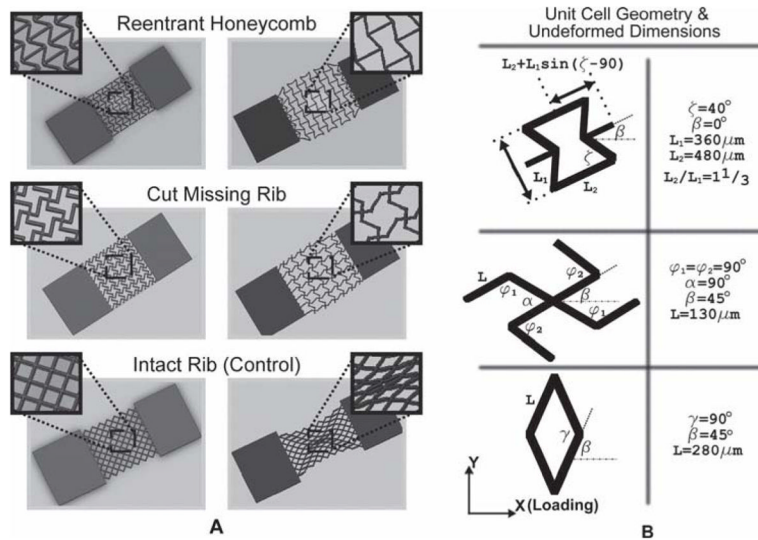 Reentrant Honeycomb
Cut Missing Rib
Intact Rib (Control)
A
Unit Cell Geometry &
Undeformed Dimensions
L₂+L₁sin(ζ-90)
β
ζ
L₁
L₂
ζ=40°
β=0°
L₁=360μm
L₂=480μm
L₂/L₁=1¹/₃
L
φ₁
φ₂
α
β
φ₁
φ₂
φ₁=φ₂=90°
α=90°
β=45°
L=130μm
L
γ
β
γ=90°
β=45°
L=280μm
Y
X(Loading)
B